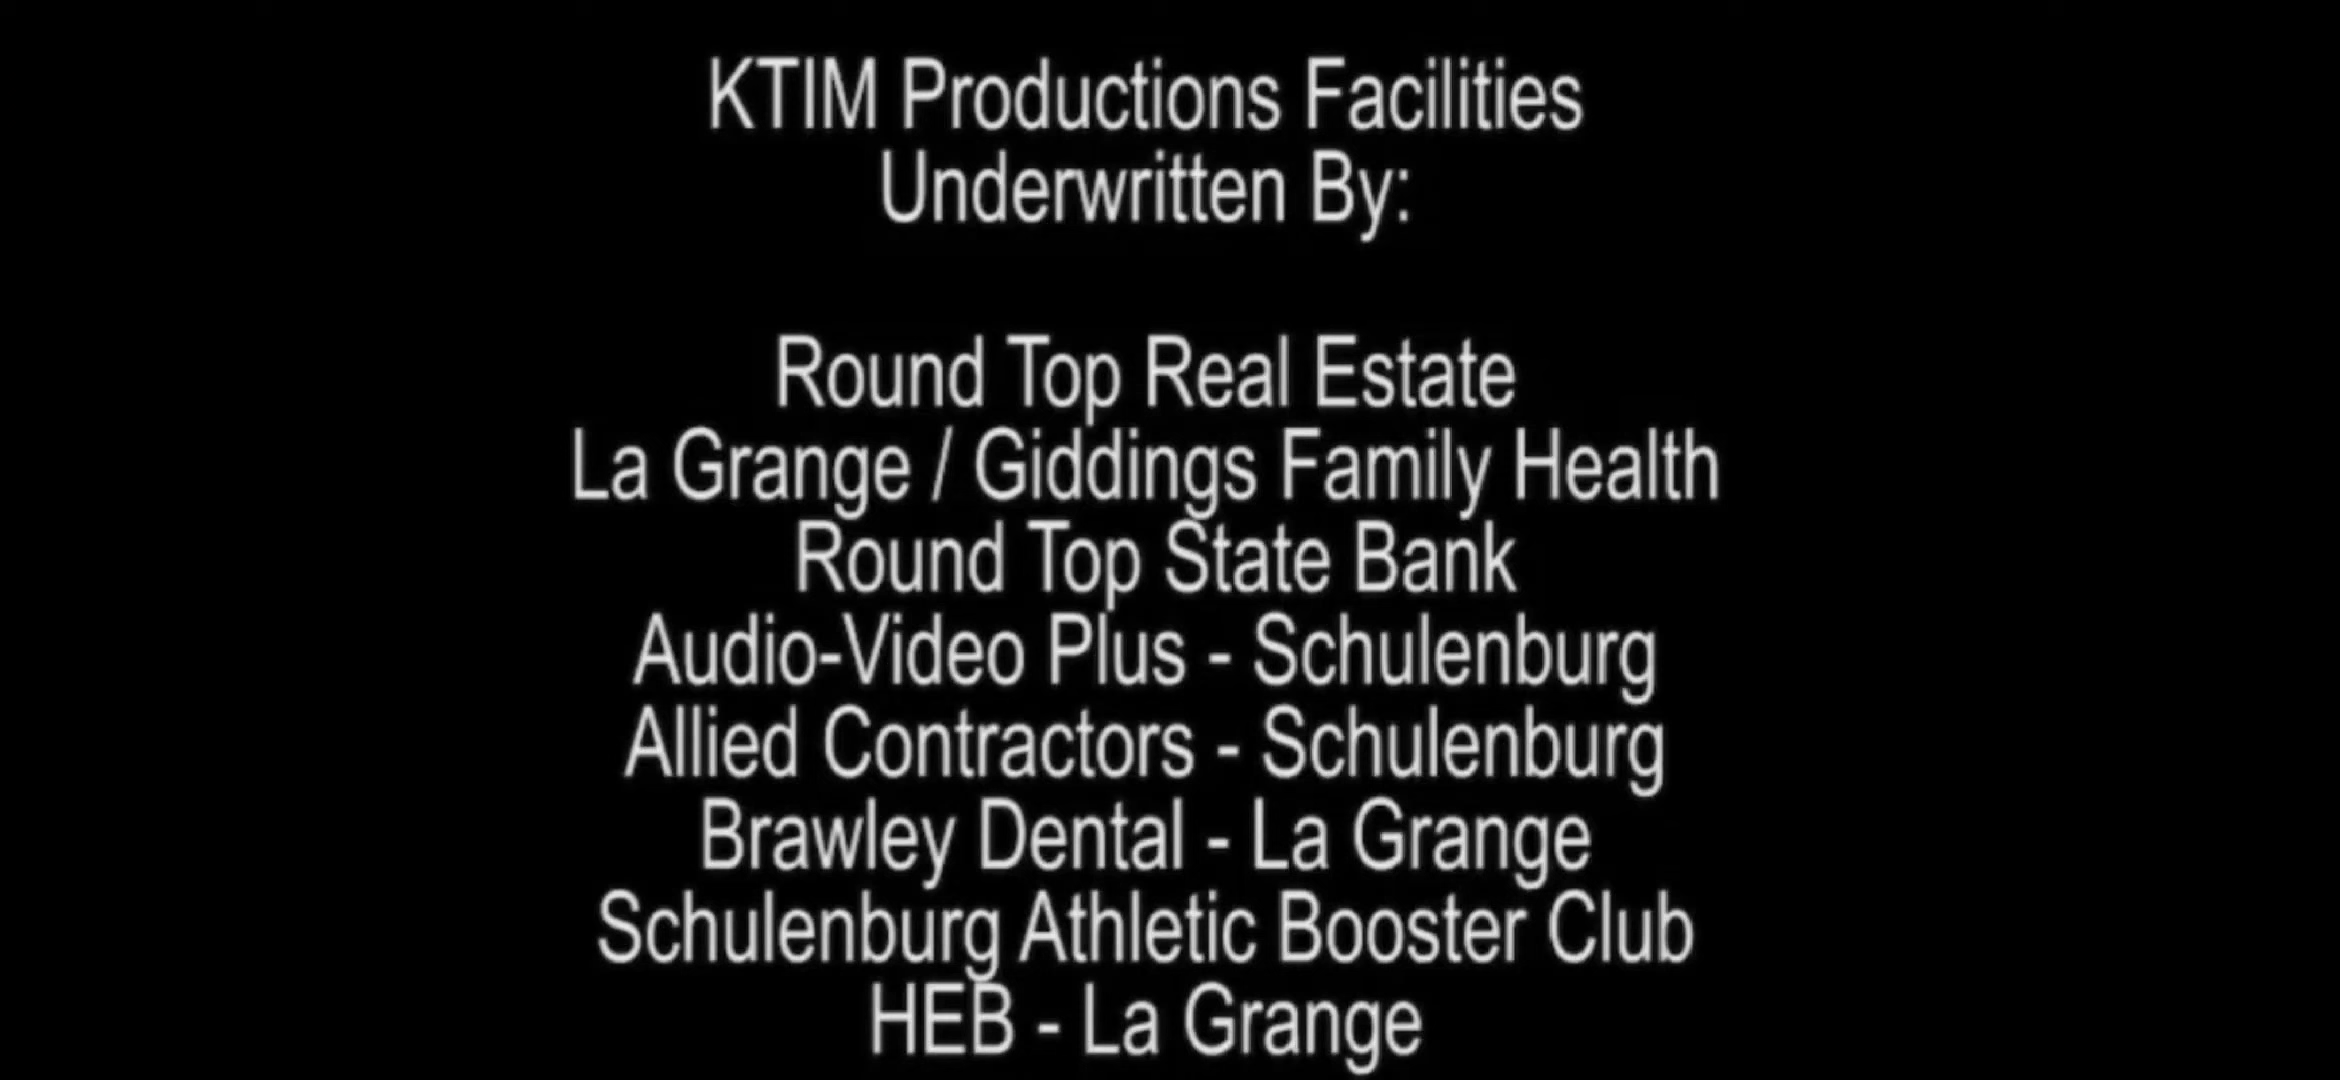 KTIM Productions Facilities
Underwritten By:
Round Top Real Estate
La Grange / Giddings Family Health
Round Top State Bank
Audio-Video Plus - Schulenburg
Allied Contractors - Schulenburg
Brawley Dental - La Grange
Schulenburg Athletic Booster Club
HEB - La Grange